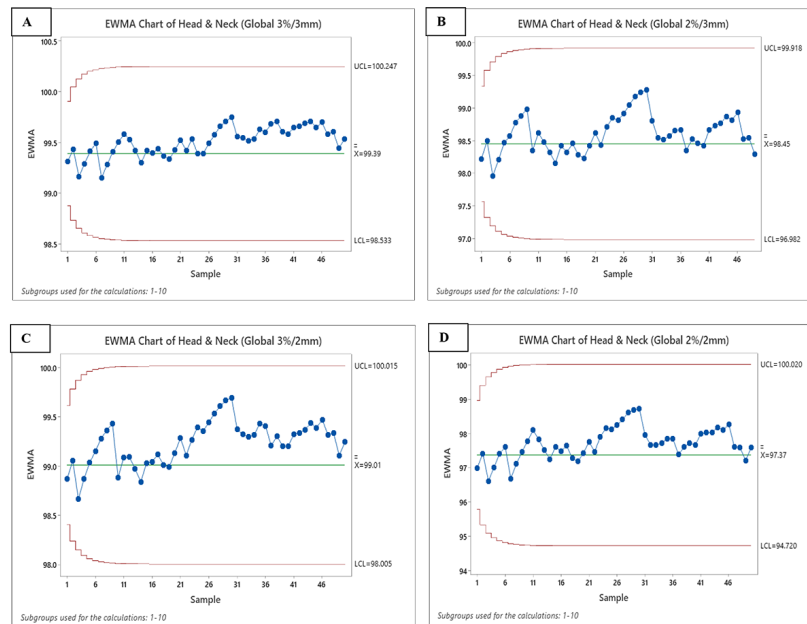 A
EWMA Chart of Head & Neck (Global 3%/3mm)
100.5
100.0
99.5
99.0
98.5
EWMA
UCL=100.247
X=99.39
LCL=98.533
1 6 11 16 21 26 31 36 41 46
Sample
Subgroups used for the calculations: 1-10
B
EWMA Chart of Head & Neck (Global 2%/3mm)
100.0
99.5
99.0
98.5
98.0
97.5
97.0
EWMA
UCL=99.918
X=98.45
LCL=96.982
1 6 11 16 21 26 31 36 41 46
Sample
Subgroups used for the calculations: 1-10
C
EWMA Chart of Head & Neck (Global 3%/2mm)
100.0
99.5
99.0
98.5
98.0
EWMA
UCL=100.015
X=99.01
LCL=98.005
1 6 11 16 21 26 31 36 41 46
Sample
Subgroups used for the calculations: 1-10
D
EWMA Chart of Head & Neck (Global 2%/2mm)
100
99
98
97
96
95
94
EWMA
UCL=100.020
X=97.37
LCL=94.720
1 6 11 16 21 26 31 36 41 46
Sample
Subgroups used for the calculations: 1-10